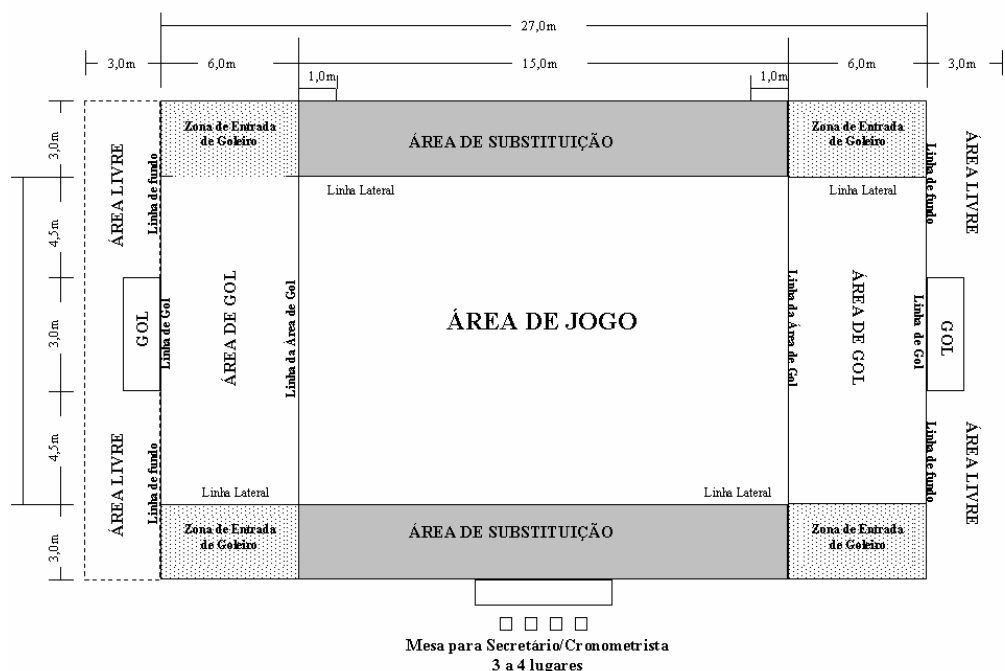 27,0m
3,0m
6,0m
15,0m
6,0m
3,0m
1,0m
1,0m
3,0m
Zona de Entrada
de Goleiro
ÁREA DE SUBSTITUIÇÃO
Zona de Entrada
de Goleiro
ÁREA LIVRE
Linha de fundo
Linha Lateral
Linha Lateral
Linha de fundo
ÁREA LIVRE
4,5m
3,0m
GOL
Linha de Gol
ÁREA DE GOL
Linha da Área de Gol
ÁREA DE JOGO
Linha da Área de Gol
ÁREA DE GOL
Linha de Gol
GOL
4,5m
ÁREA LIVRE
Linha de fundo
Linha Lateral
Linha Lateral
Linha de fundo
ÁREA LIVRE
3,0m
Zona de Entrada
de Goleiro
ÁREA DE SUBSTITUIÇÃO
Zona de Entrada
de Goleiro
Mesa para Secretário/Cronometrista
3 a 4 lugares